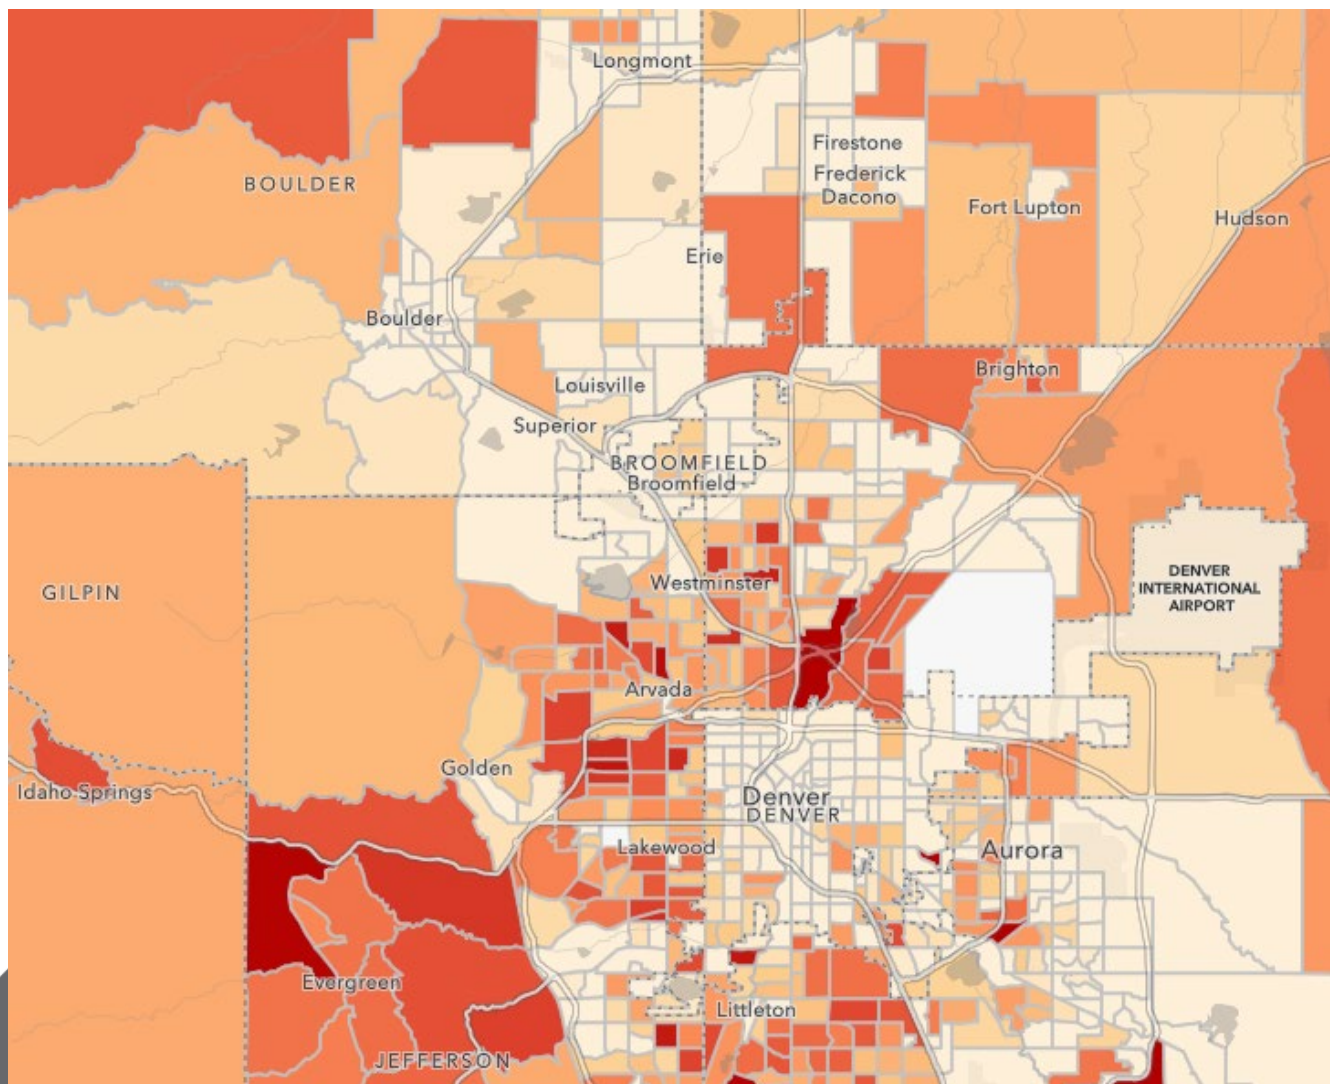 Longmont
Firestone
Frederick
Dacono
BOULDER
Fort Lupton
Hudson
Erie
Boulder
Brighton
Louisville
Superior
BROOMFIELD
Broomfield
DENVER
INTERNATIONAL
AIRPORT
Westminster
GILPIN
Arvada
Golden
Idaho Springs
Denver
DENVER
Lakewood
Aurora
Evergreen
Littleton
JEFFERSON